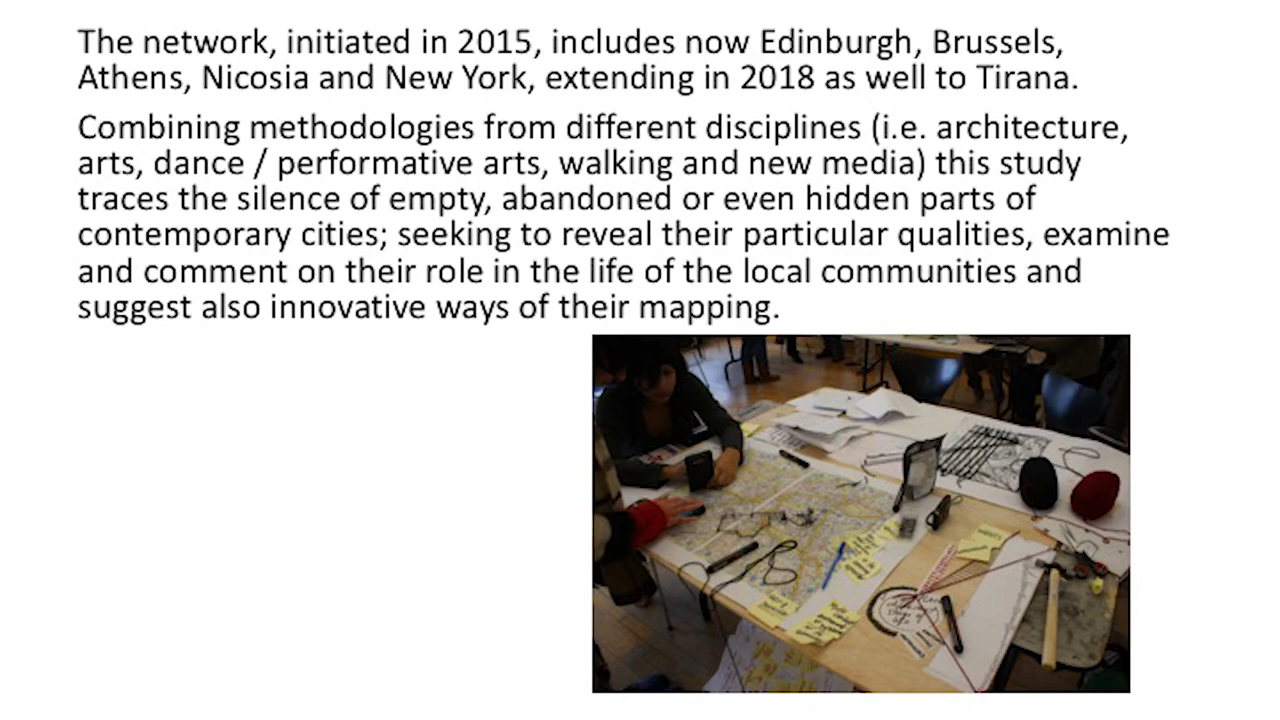 The network, initiated in 2015, includes now Edinburgh, Brussels,
Athens, Nicosia and New York, extending in 2018 as well to Tirana.
Combining methodologies from different disciplines (i.e. architecture,
arts, dance / performative arts, walking and new media) this study
traces the silence of empty, abandoned or even hidden parts of
contemporary cities; seeking to reveal their particular qualities, examine
and comment on their role in the life of the local communities and
suggest also innovative ways of their mapping.